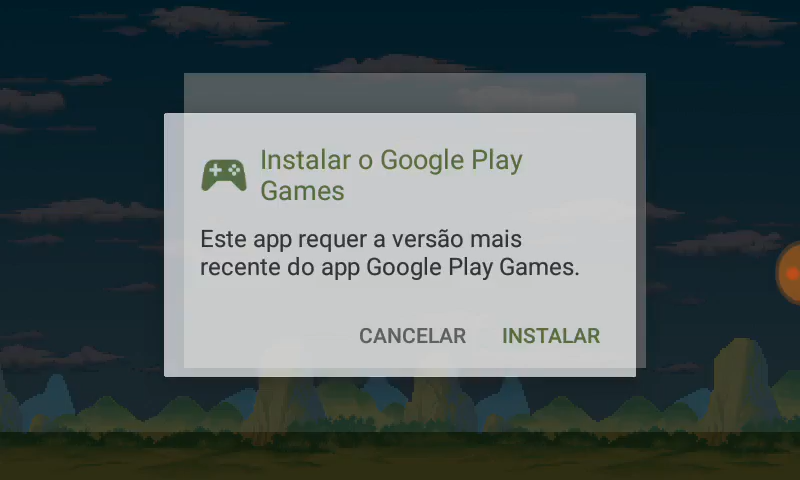 Instalar o Google Play
Games
Este app requer a versão mais
recente do app Google Play Games.
CANCELAR INSTALAR